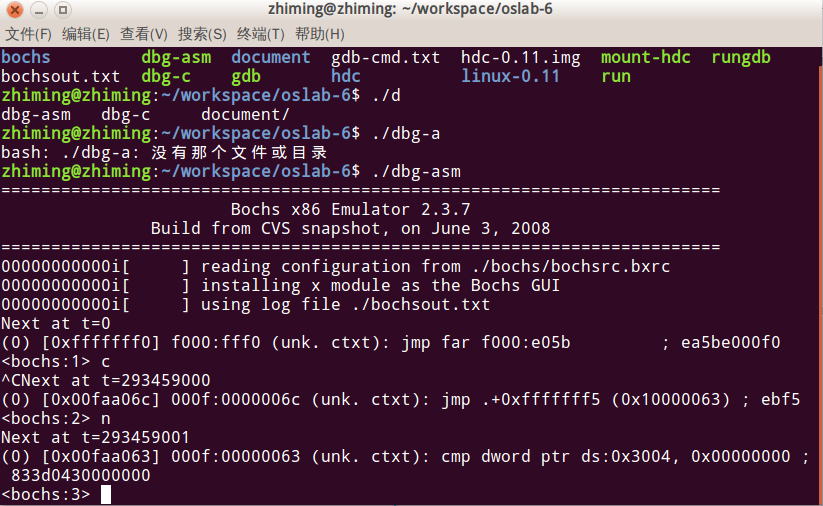 zhiming@zhiming: ~/workspace/oslab-6
文件(F) 编辑(E) 查看(V) 搜索(S) 终端(T) 帮助(H)
bochs dbg-asm document gdb-cmd.txt hdc-0.11.img mount-hdc rungdb
bochsout.txt dbg-c gdb hdc linux-0.11 run
zhiming@zhiming:~/workspace/oslab-6$ ./d
dbg-asm dbg-c document/
zhiming@zhiming:~/workspace/oslab-6$ ./dbg-a
bash: ./dbg-a: 没有那个文件或目录
zhiming@zhiming:~/workspace/oslab-6$ ./dbg-asm
========================================================================
Bochs x86 Emulator 2.3.7
Build from CVS snapshot, on June 3, 2008
========================================================================
00000000000i[     ] reading configuration from ./bochs/bochsrc.bxrc
00000000000i[     ] installing x module as the Bochs GUI
00000000000i[     ] using log file ./bochsout.txt
Next at t=0
(0) [0xfffffff0] f000:fff0 (unk. ctxt): jmp far f000:e05b         ; ea5be000f0
<bochs:1> c
^CNext at t=293459000
(0) [0x00faa06c] 000f:0000006c (unk. ctxt): jmp .+0xfffffff5 (0x10000063) ; ebf5
<bochs:2> n
Next at t=293459001
(0) [0x00faa063] 000f:00000063 (unk. ctxt): cmp dword ptr ds:0x3004, 0x00000000 ;
833d0430000000
<bochs:3>